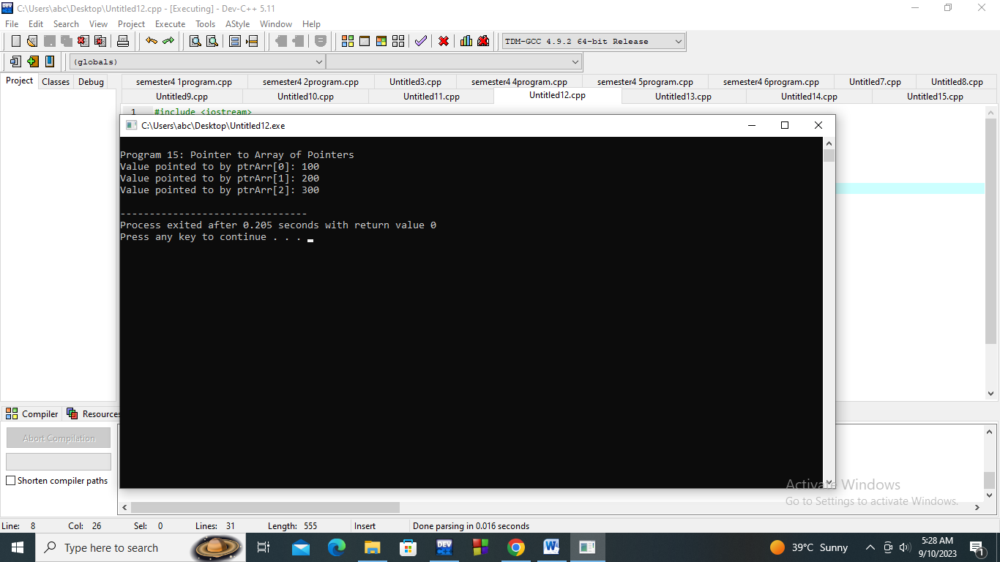 C:\Users\abc\Desktop\Untitled12.cpp - [Executing] - Dev-C++ 5.11
File Edit Search View Project Execute Tools AStyle Window Help
TDM-GCC 4.9.2 64-bit Release
(globals)
Project Classes Debug
semester4 1program.cpp semester4 2program.cpp Untitled3.cpp semester4 4program.cpp semester4 5program.cpp semester4 6program.cpp Untitled7.cpp Untitled8.cpp
Untitled9.cpp Untitled10.cpp Untitled11.cpp Untitled12.cpp Untitled13.cpp Untitled14.cpp Untitled15.cpp
1 #include <iostream>
C:\Users\abc\Desktop\Untitled12.exe
Program 15: Pointer to Array of Pointers
Value pointed to by ptrArr[0]: 100
Value pointed to by ptrArr[1]: 200
Value pointed to by ptrArr[2]: 300
--------------------------------
Process exited after 0.205 seconds with return value 0
Press any key to continue . . .
Compiler Resources
Abort Compilation
Shorten compiler paths
Activate Windows
Go to Settings to activate Windows.
Line: 8 Col: 26 Sel: 0 Lines: 31 Length: 555 Insert Done parsing in 0.016 seconds
Type here to search
DEV
W
39°C Sunny
5:28 AM
9/10/2023
1